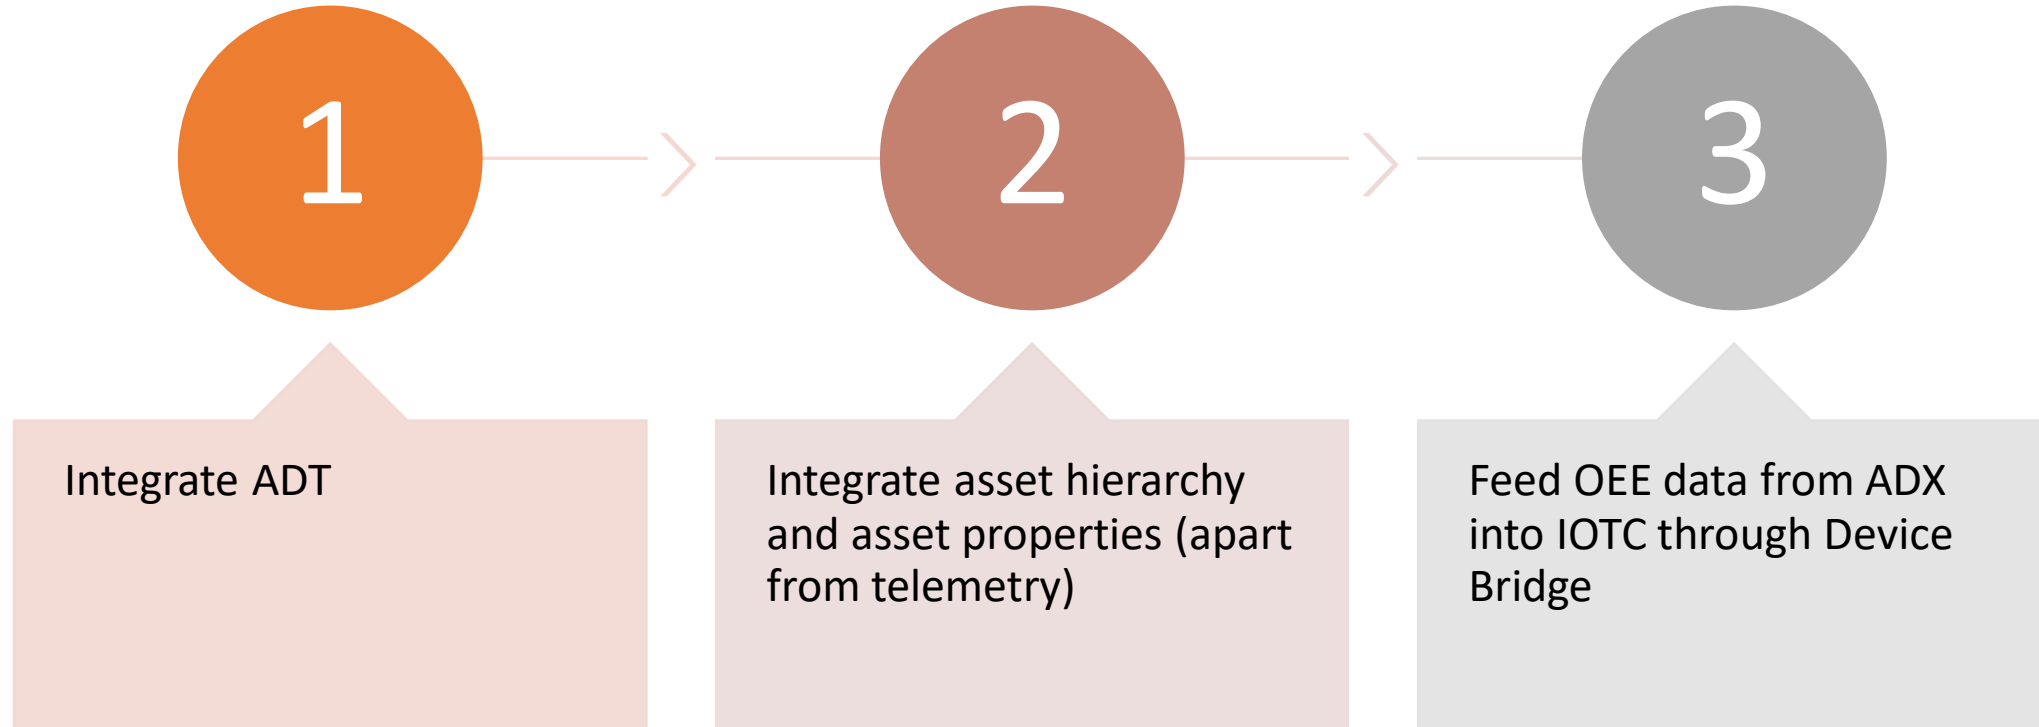 1
2
3
Integrate ADT
Integrate asset hierarchy
and asset properties (apart
from telemetry)
Feed OEE data from ADX
into IOTC through Device
Bridge